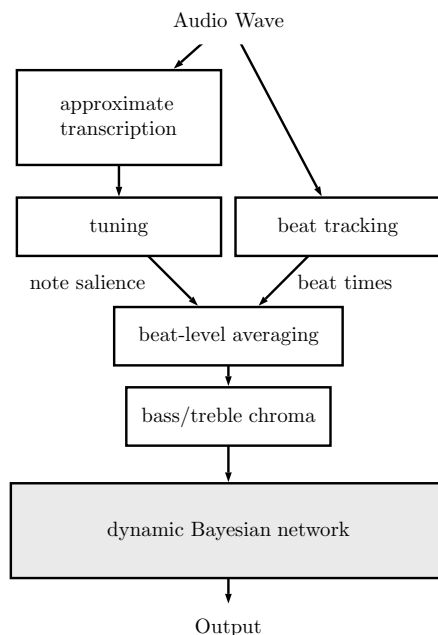 Audio Wave
approximate
transcription
tuning
beat tracking
note salience
beat times
beat-level averaging
bass/treble chroma
dynamic Bayesian network
Output